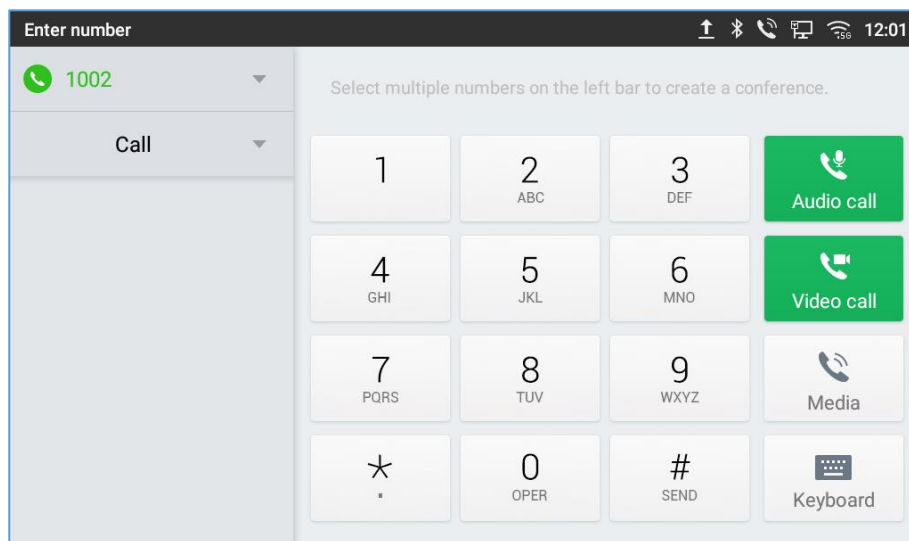 Enter number
5G 12:01
1002
Call
Select multiple numbers on the left bar to create a conference.
1
2
ABC
3
DEF
Audio call
4
GHI
5
JKL
6
MNO
Video call
7
PQRS
8
TUV
9
WXYZ
Media
*
.
0
OPER
#
SEND
Keyboard